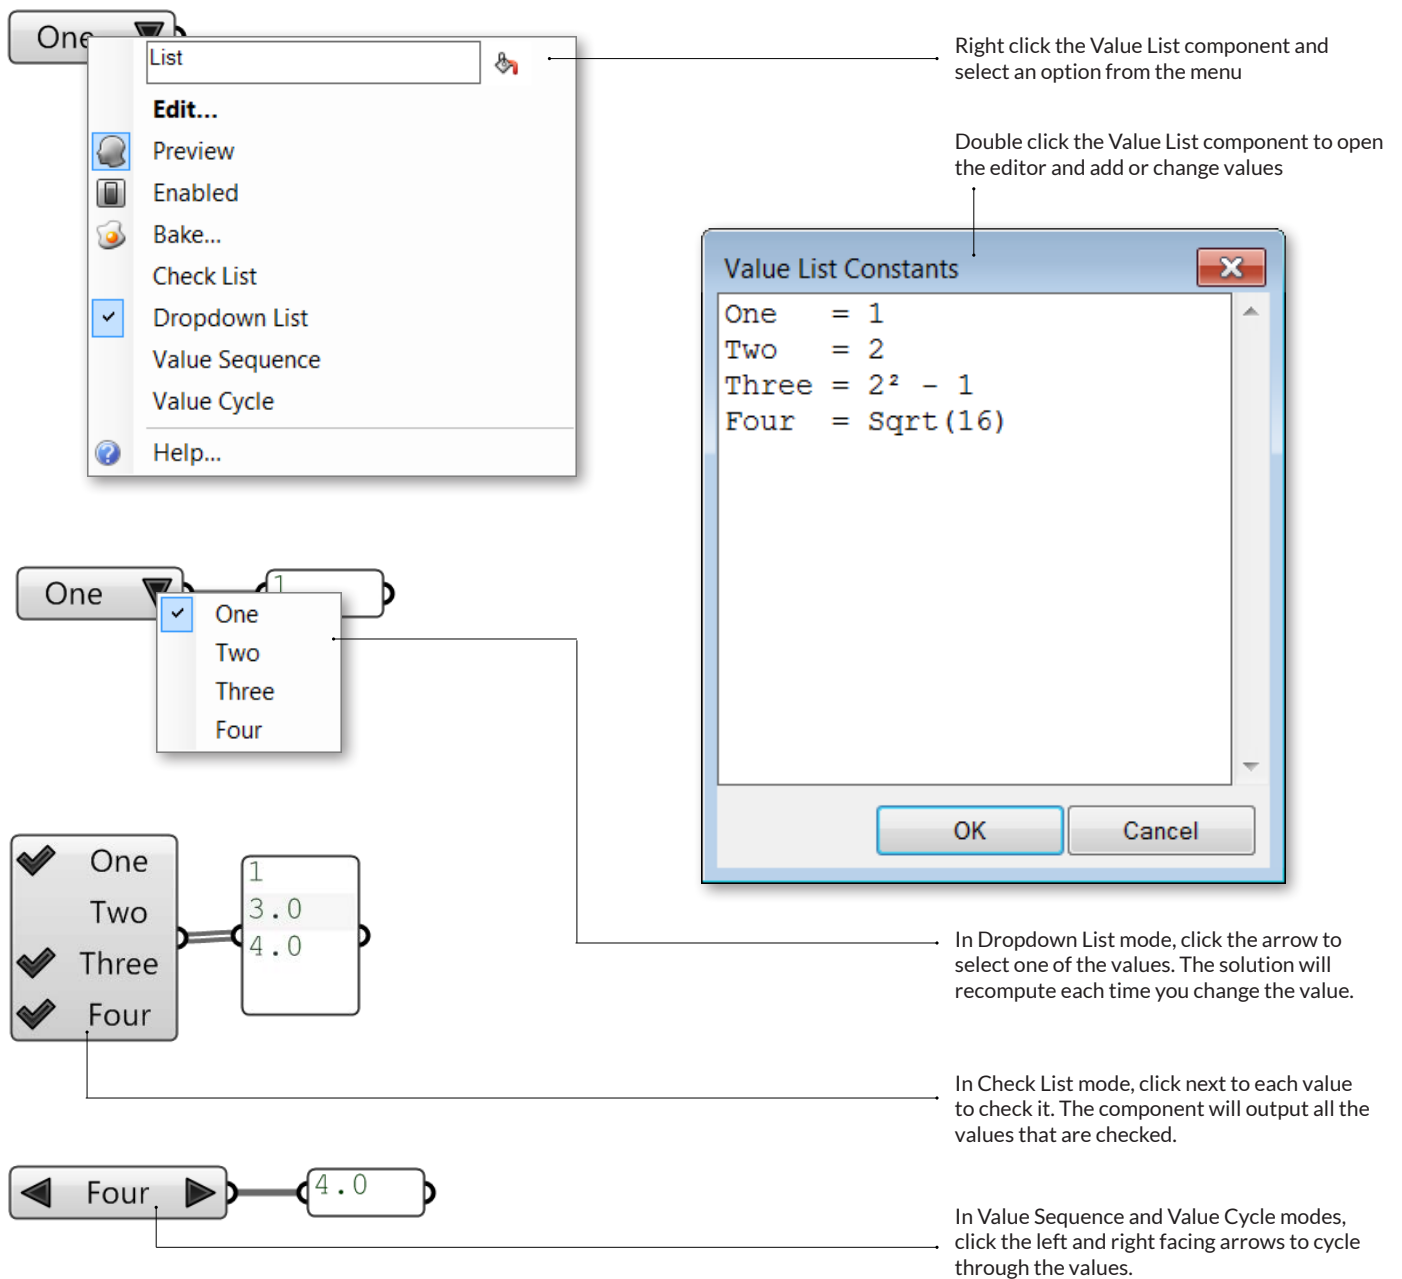 One
List
Edit...
Preview
Enabled
Bake...
Check List
Dropdown List
Value Sequence
Value Cycle
Help...
Right click the Value List component and
select an option from the menu
Double click the Value List component to open
the editor and add or change values
Value List Constants
One = 1
Two = 2
Three = 2² - 1
Four = Sqrt(16)
OK
Cancel
One
1
One
Two
Three
Four
One
Two
Three
Four
1
3.0
4.0
In Dropdown List mode, click the arrow to
select one of the values. The solution will
recompute each time you change the value.
In Check List mode, click next to each value
to check it. The component will output all the
values that are checked.
Four
4.0
In Value Sequence and Value Cycle modes,
click the left and right facing arrows to cycle
through the values.